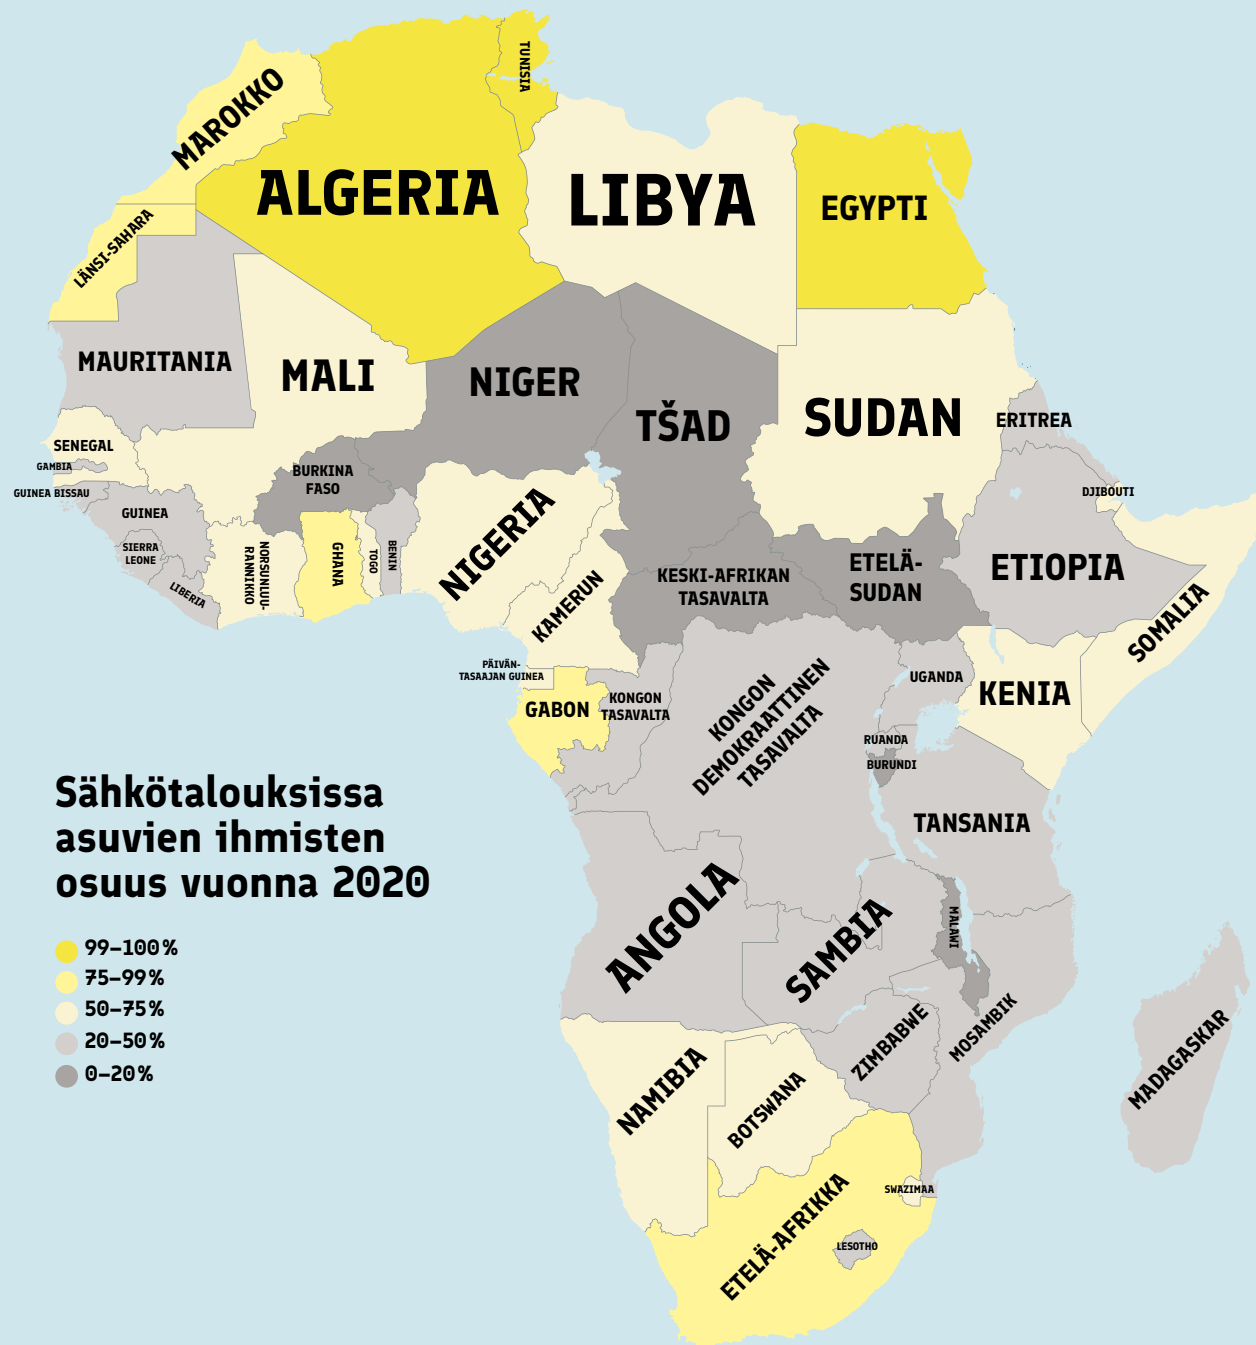 TUNISIA
MAROKKO
ALGERIA
LIBYA
EGYPTI
LÄNSI-SAHARA
MAURITANIA
MALI
NIGER
TŠAD
SUDAN
ERITREA
SENEGAL
GAMBIA
GUINEA BISSAU
GUINEA
SIERRA
LEONE
LIBERIA
BURKINA
FASO
NORSUNLUU-
RANNIKKO
GHANA
TOGO
BENIN
NIGERIA
KAMERUN
KESKI-AFRIKAN
TASAVALTA
ETELÄ-
SUDAN
DJIBOUTI
ETIOPIA
SOMALIA
PÄIVÄN-
TASAAJAN GUINEA
GABON
KONGON
TASAVALTA
KONGON
DEMOKRAATTINEN
TASAVALTA
UGANDA
KENIA
RUANDA
BURUNDI
TANSANIA
Sähkötalouksissa
asuvien ihmisten
osuus vuonna 2020
99–100 %
75–99 %
50–75 %
20–50 %
0–20 %
ANGOLA
SAMBIA
MALAWI
MOSAMBIK
ZIMBABWE
MADAGASKAR
NAMIBIA
BOTSWANA
SWAZIMAA
ETELÄ-AFRIKKA
LESOTHO